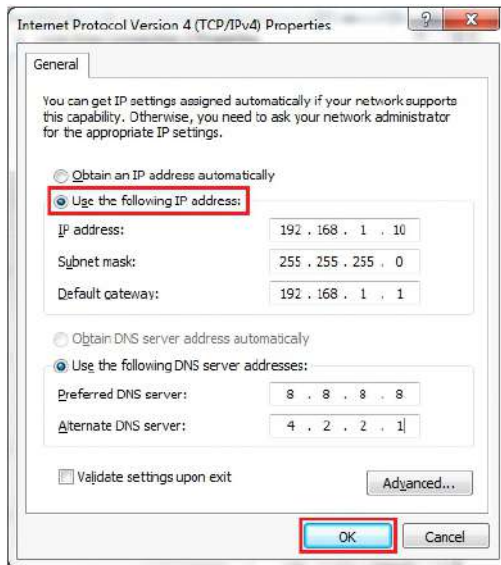 Internet Protocol Version 4 (TCP/IPv4) Properties
General
You can get IP settings assigned automatically if your network supports
this capability. Otherwise, you need to ask your network administrator
for the appropriate IP settings.
Obtain an IP address automatically
Use the following IP address:
IP address: 192 . 168 . 1 . 10
Subnet mask: 255 . 255 . 255 . 0
Default gateway: 192 . 168 . 1 . 1
Obtain DNS server address automatically
Use the following DNS server addresses:
Preferred DNS server: 8 . 8 . 8 . 8
Alternate DNS server: 4 . 2 . 2 . 1
Validate settings upon exit
Advanced...
OK Cancel